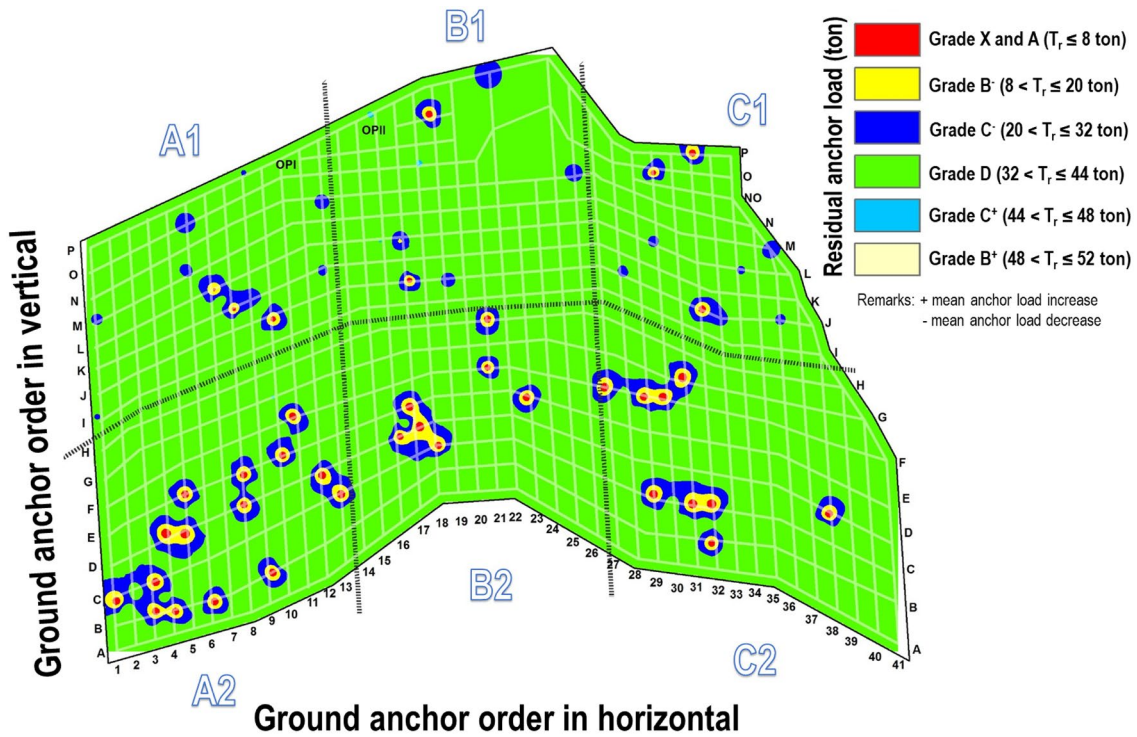 B1
A1
C1
OPII
OPI
Residual anchor load (ton)
Grade X and A (Tr ≤ 8 ton)
Grade B- (8 < Tr ≤ 20 ton)
Grade C- (20 < Tr ≤ 32 ton)
Grade D (32 < Tr ≤ 44 ton)
Grade C+ (44 < Tr ≤ 48 ton)
Grade B+ (48 < Tr ≤ 52 ton)
Remarks: + mean anchor load increase
- mean anchor load decrease
Ground anchor order in vertical
P
O
N
M
L
K
J
I
H
G
F
E
D
C
B
A
P
O
NO
N
M
L
K
J
I
H
G
F
E
D
C
B
A
1 2 3 4 5 6 7 8 9 10 11 12 13 14 15 16 17 18 19 20 21 22 23 24 25 26 27 28 29 30 31 32 33 34 35 36 37 38 39 40 41
A2
B2
C2
Ground anchor order in horizontal